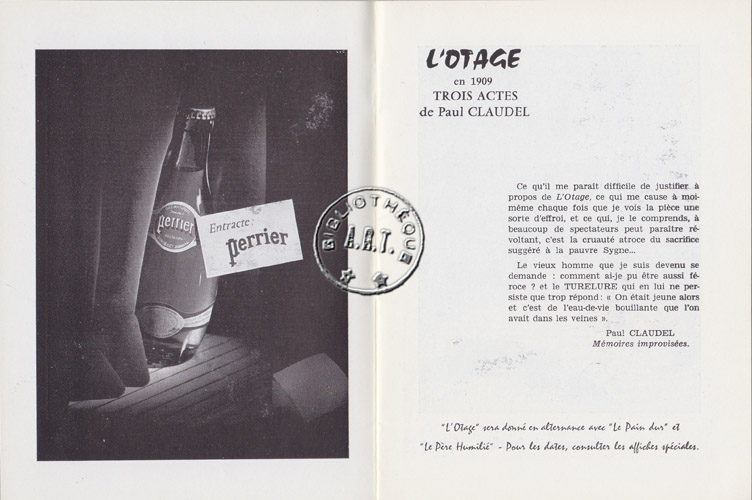 Perrier
Entracte:
Perrier
BIBLIOTHÈQUE
A.R.T.
L'OTAGE
en 1909
TROIS ACTES
de Paul CLAUDEL
Ce qu'il me paraît difficile de justifier à
propos de L'Otage, ce qui me cause à moi-
même chaque fois que je vois la pièce une
sorte d'effroi, et ce qui, je le comprends, à
beaucoup de spectateurs peut paraître ré-
voltant, c'est la cruauté atroce du sacrifice
suggéré à la pauvre Sygne...
Le vieux homme que je suis devenu se
demande : comment ai-je pu être aussi fé-
roce ? et le TURELURE qui en lui ne per-
siste que trop répond : « On était jeune alors
et c'est de l'eau-de-vie bouillante que l'on
avait dans les veines ».
Paul CLAUDEL
Mémoires improvisées.
"L'Otage" sera donné en alternance avec "Le Pain dur" et
"Le Père Humilié" - Pour les dates, consulter les affiches spéciales.